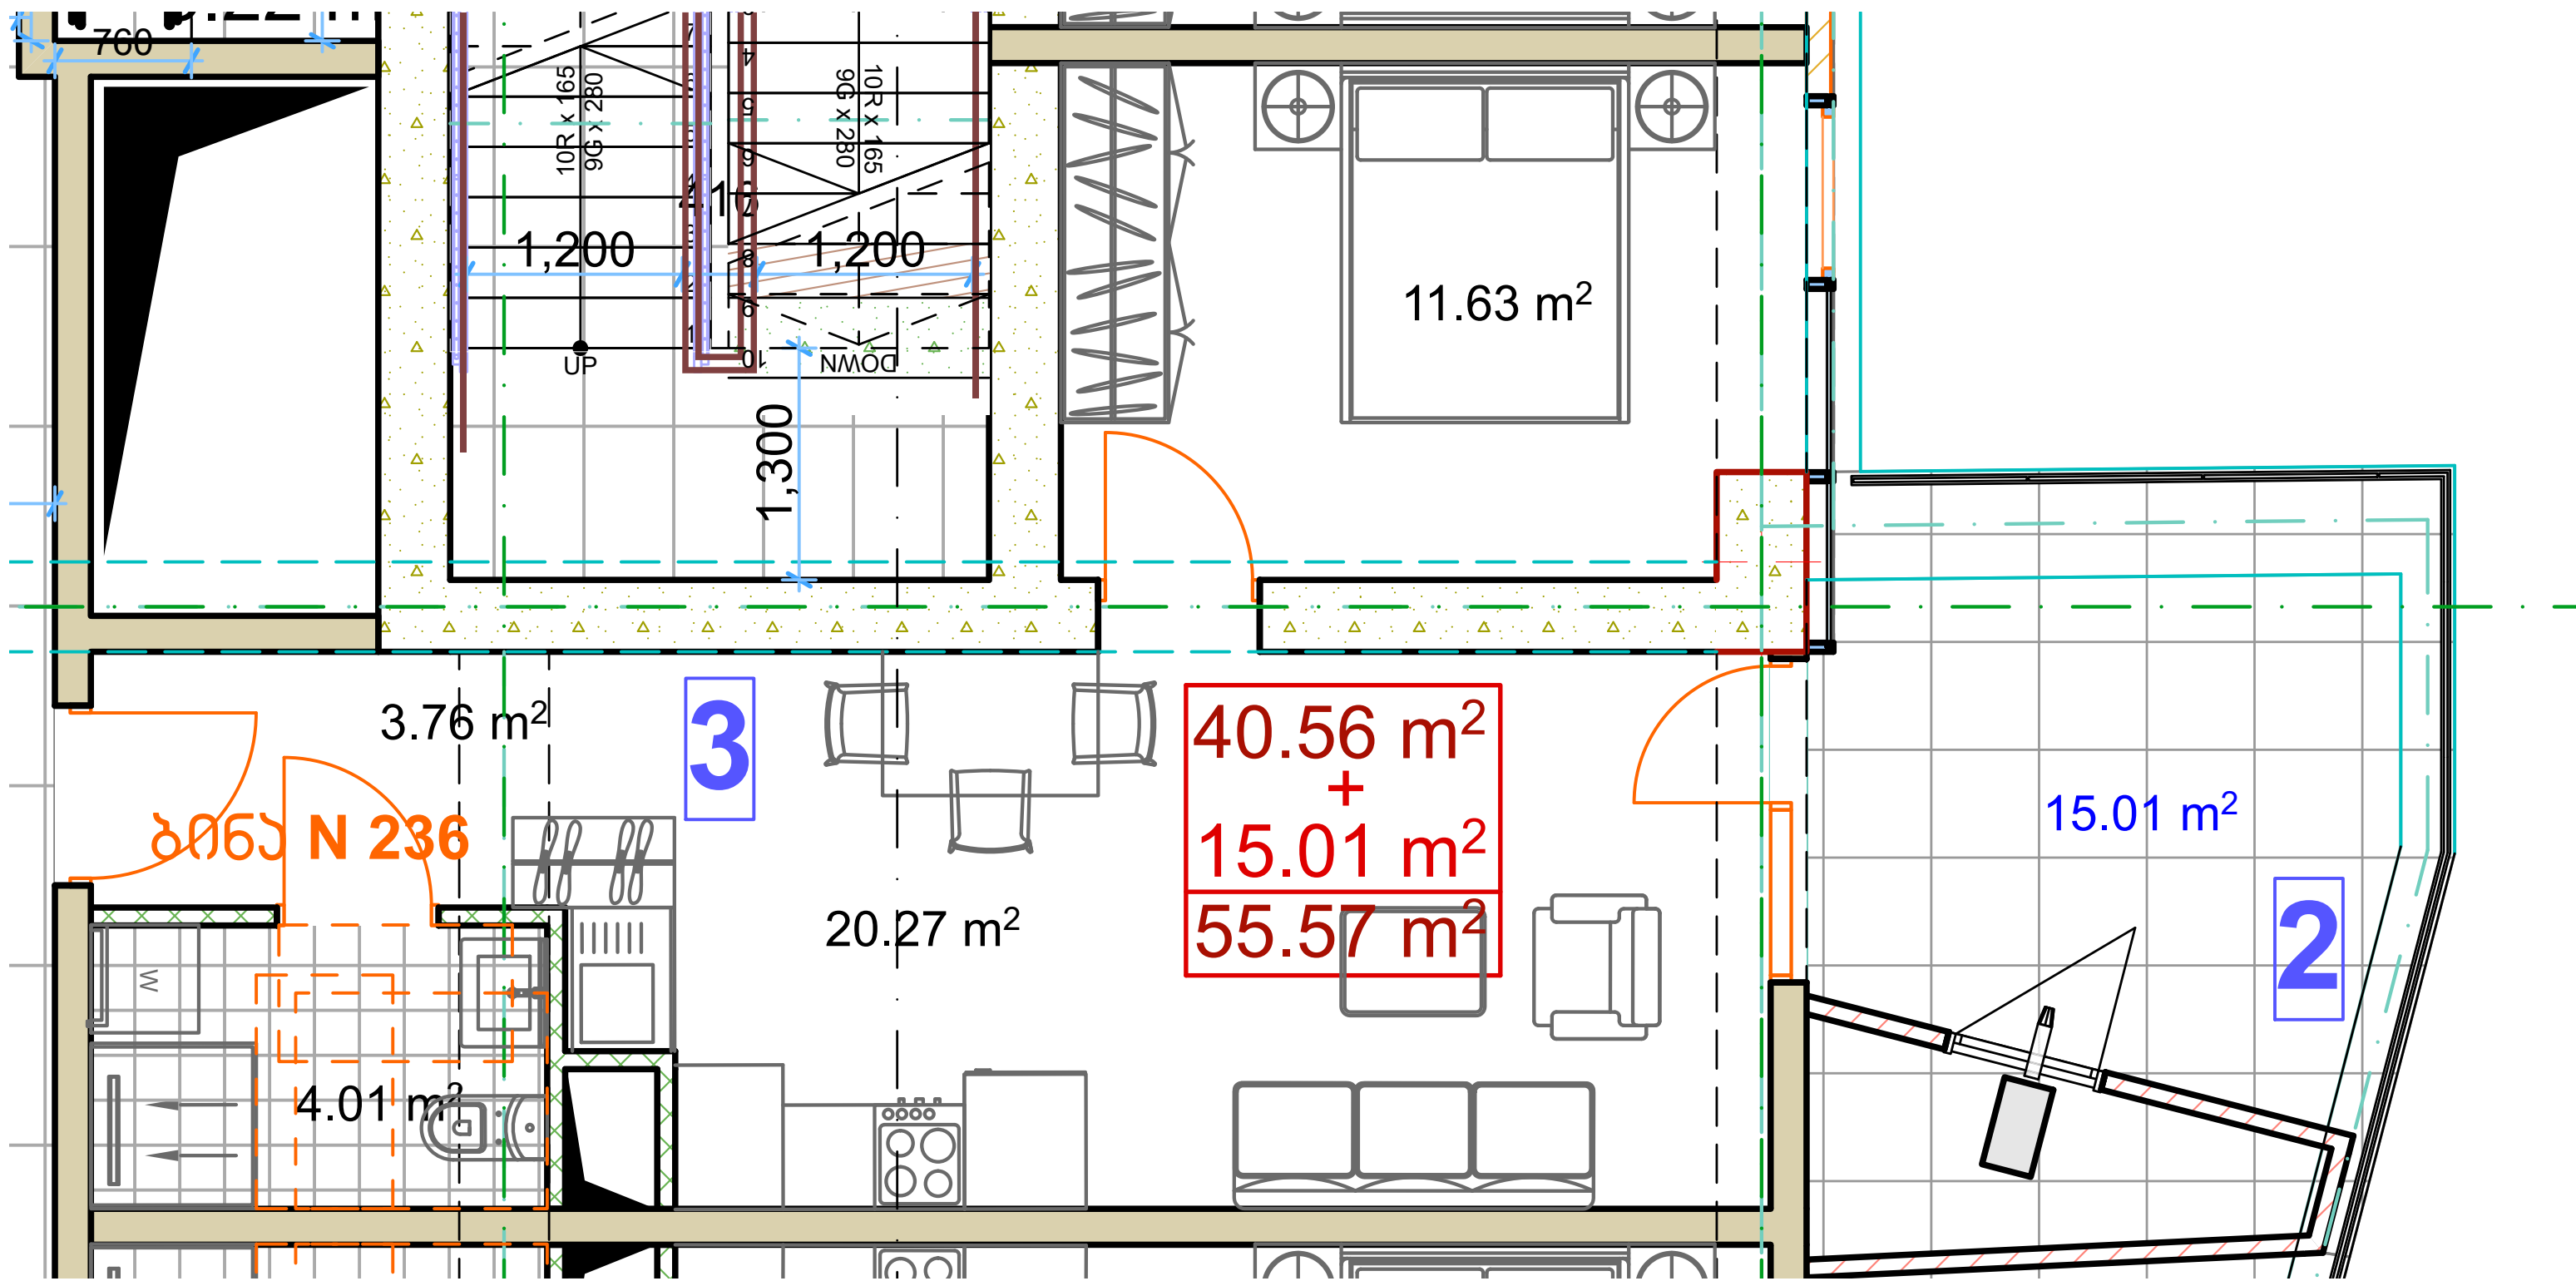 760
10R x 165
9G x 280
10R x 165
9G x 280
1,200
1,200
UP
DOWN
10
1,300
11.63 m²
3.76 m²
3
40.56 m²
+
15.01 m²
55.57 m²
15.01 m²
ბინა N 236
20.27 m²
2
W
4.01 m²